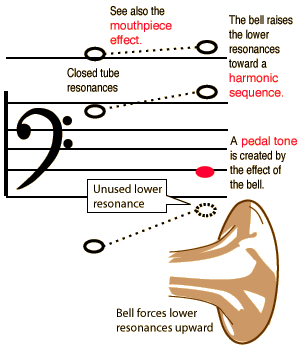 See also the
mouthpiece
effect.
The bell raises
the lower
resonances
toward a
harmonic
sequence.
Closed tube
resonances
A pedal tone
is created by
the effect of
the bell.
Unused lower
resonance
Bell forces lower
resonances upward